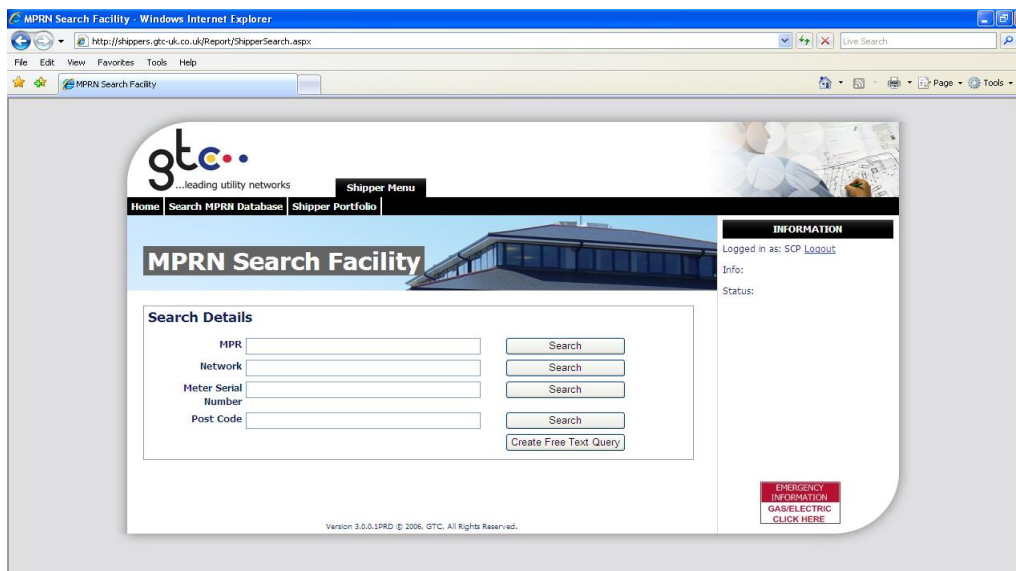 MPRN Search Facility - Windows Internet Explorer
http://shippers.gtc-uk.co.uk/Report/ShipperSearch.aspx
Live Search
File Edit View Favorites Tools Help
MPRN Search Facility
Page Tools
gtc
...leading utility networks
Shipper Menu
Home Search MPRN Database Shipper Portfolio
MPRN Search Facility
INFORMATION
Logged in as: SCP Logout
Info:
Status:
Search Details
MPR Search
Network Search
Meter Serial Number Search
Post Code Search
Create Free Text Query
EMERGENCY
INFORMATION
GAS/ELECTRIC
CLICK HERE
Version 3.0.0.1PRD © 2006, GTC, All Rights Reserved.